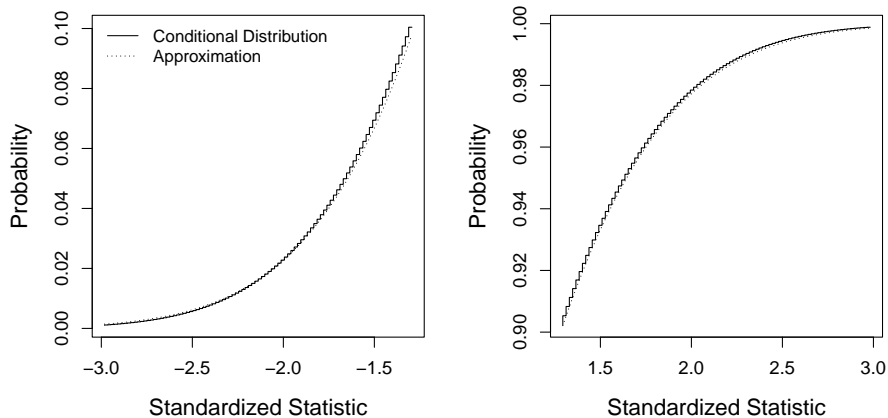 Conditional Distribution
Approximation
Probability
0.00 0.02 0.04 0.06 0.08 0.10
−3.0 −2.5 −2.0 −1.5
Standardized Statistic
Probability
0.90 0.92 0.94 0.96 0.98 1.00
1.5 2.0 2.5 3.0
Standardized Statistic